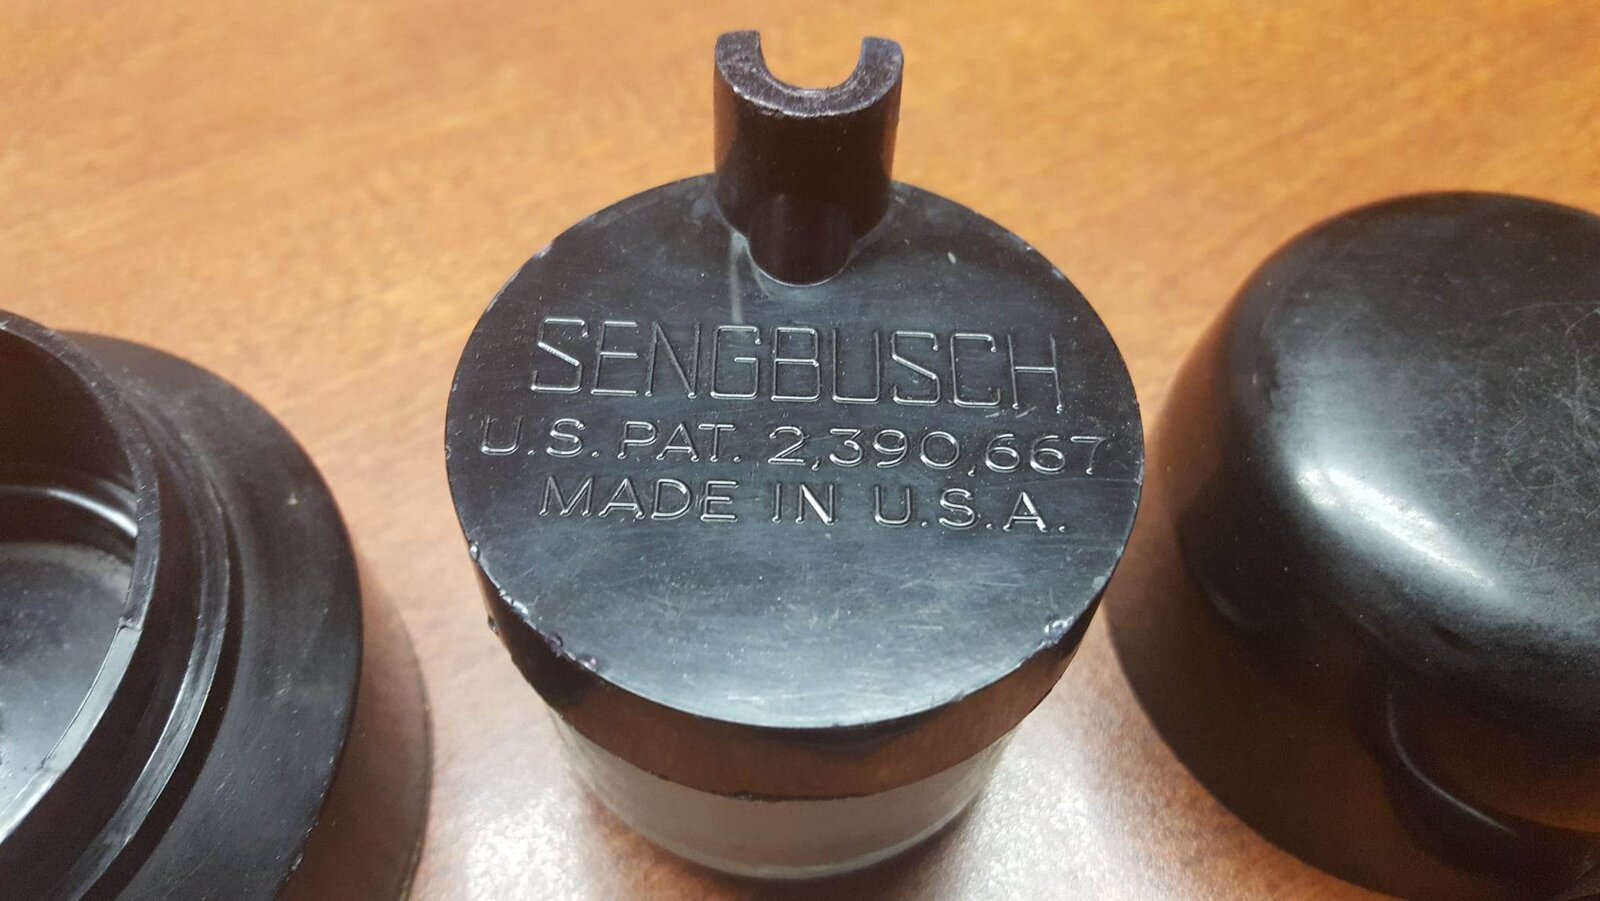 SENGBUSCH
U.S. PAT. 2,390,667
MADE IN U.S.A.